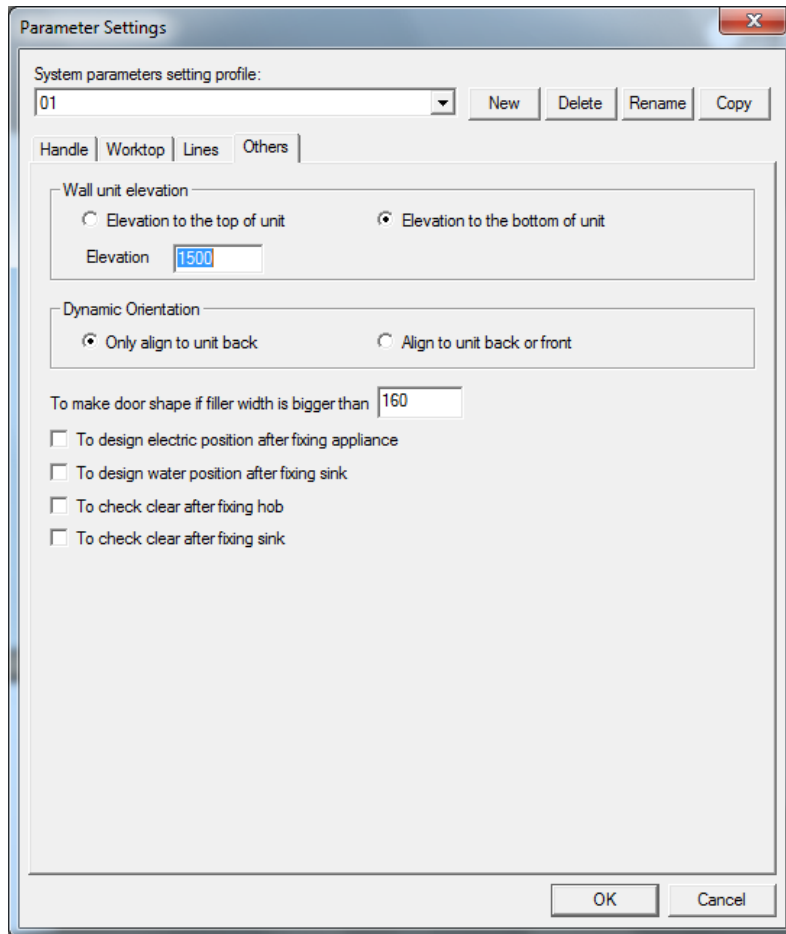 Parameter Settings
System parameters setting profile:
01 New Delete Rename Copy
Handle Worktop Lines Others
Wall unit elevation
Elevation to the top of unit Elevation to the bottom of unit
Elevation 1500
Dynamic Orientation
Only align to unit back Align to unit back or front
To make door shape if filler width is bigger than 160
To design electric position after fixing appliance
To design water position after fixing sink
To check clear after fixing hob
To check clear after fixing sink
OK Cancel